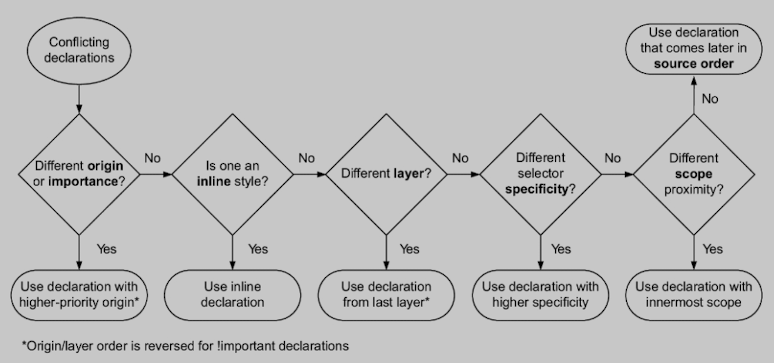 Conflicting
declarations
Different origin
or importance?
No
Yes
Use declaration with
higher-priority origin*
Is one an
inline style?
No
Yes
Use inline
declaration
Different layer?
No
Yes
Use declaration
from last layer*
Different
selector
specificity?
No
Yes
Use declaration with
higher specificity
Different
scope
proximity?
No
Use declaration
that comes later in
source order
Yes
Use declaration with
innermost scope
*Origin/layer order is reversed for !important declarations